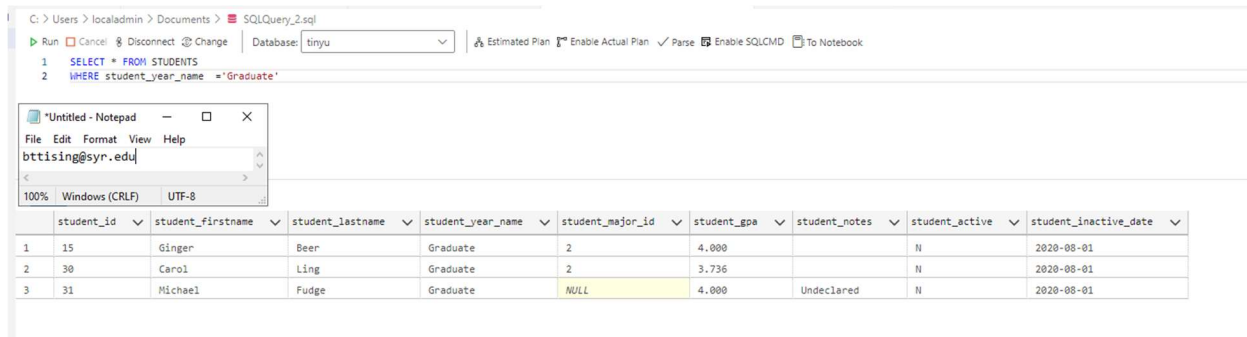 C: > Users > localadmin > Documents > SQLQuery_2.sql
Run Cancel Disconnect Change Database: tinyu Estimated Plan Enable Actual Plan Parse Enable SQLCMD To Notebook
1 SELECT * FROM STUDENTS
2 WHERE student_year_name ='Graduate'
*Untitled - Notepad
File Edit Format View Help
bttising@syr.edu
100% Windows (CRLF) UTF-8
student_id student_firstname student_lastname student_year_name student_major_id student_gpa student_notes student_active student_inactive_date
1 15 Ginger Beer Graduate 2 4.000 N 2020-08-01
2 30 Carol Ling Graduate 2 3.736 N 2020-08-01
3 31 Michael Fudge Graduate NULL 4.000 Undeclared N 2020-08-01